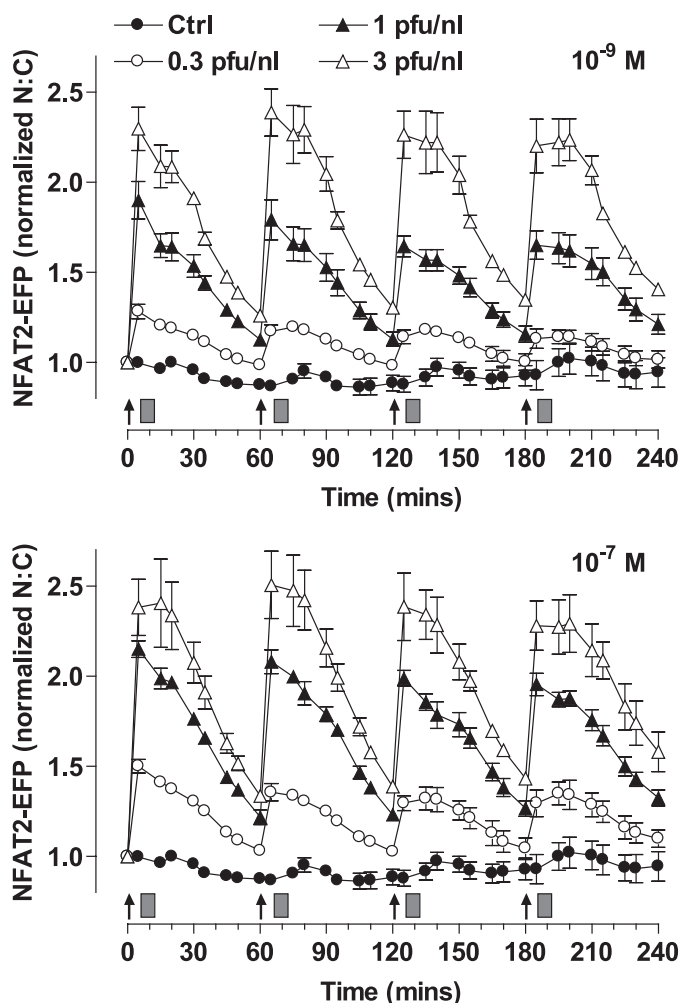 Ctrl 1 pfu/nl
0.3 pfu/nl 3 pfu/nl
10⁻⁹ M
NFAT2-EFP (normalized N:C)
2.5
2.0
1.5
1.0
0 30 60 90 120 150 180 210 240
Time (mins)
10⁻⁷ M
NFAT2-EFP (normalized N:C)
2.5
2.0
1.5
1.0
0 30 60 90 120 150 180 210 240
Time (mins)